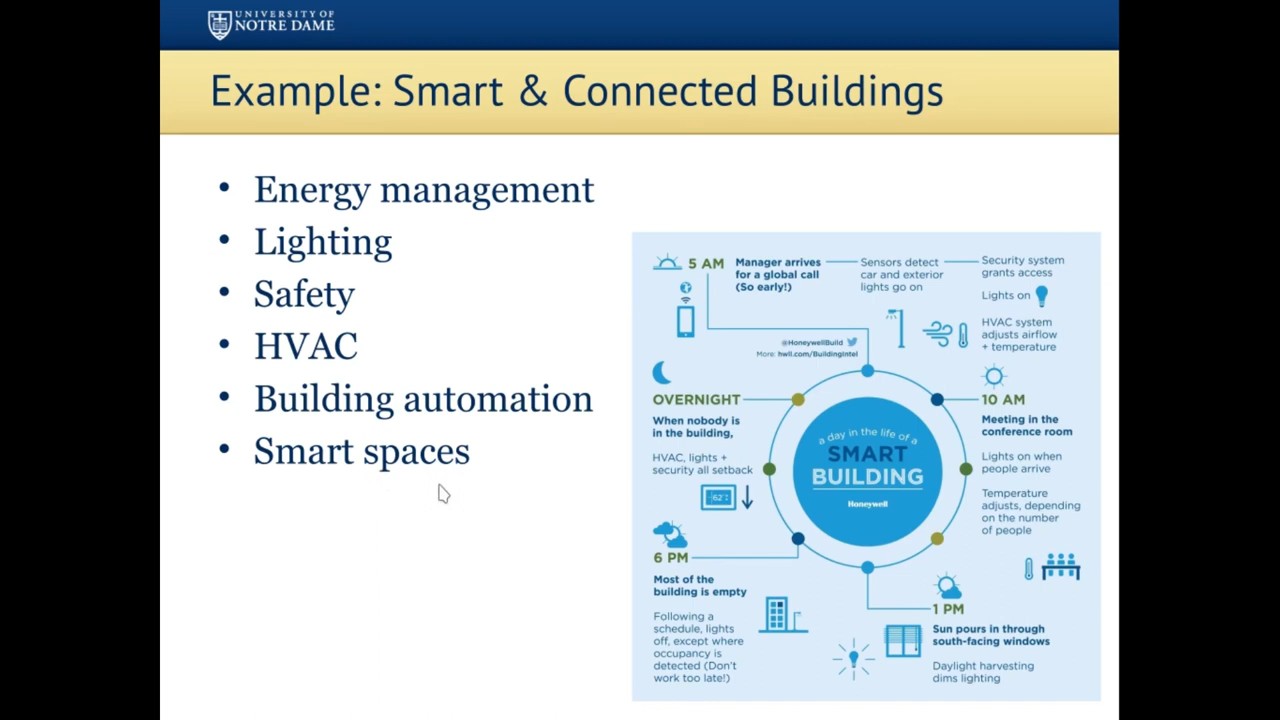 UNIVERSITY OF
NOTRE DAME
Example: Smart & Connected Buildings
• Energy management
• Lighting
• Safety
• HVAC
• Building automation
• Smart spaces
5 AM
Manager arrives
for a global call
(So early!)
Sensors detect
car and exterior
lights go on
Security system
grants access
Lights on
HVAC system
adjusts airflow
+ temperature
@HoneywellBuild
More: hwll.com/BuildingIntel
10 AM
Meeting in the
conference room
Lights on when
people arrive
Temperature
adjusts, depending
on the number
of people
1 PM
Sun pours in through
south-facing windows
Daylight harvesting
dims lighting
6 PM
Most of the
building is empty
Following a
schedule, lights
off, except where
occupancy is
detected (Don't
work too late!)
OVERNIGHT
When nobody is
in the building,
HVAC, lights +
security all setback
62°
a day in the life of a
SMART
BUILDING
Honeywell